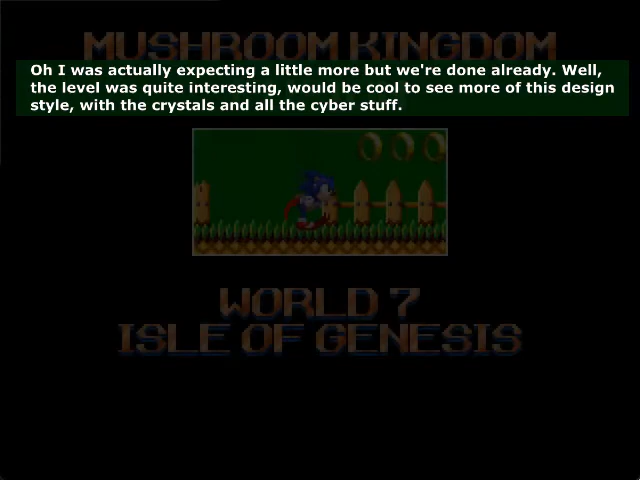 MUSHROOM KINGDOM
Oh I was actually expecting a little more but we're done already. Well,
the level was quite interesting, would be cool to see more of this design
style, with the crystals and all the cyber stuff.
WORLD 7
ISLE OF GENESIS